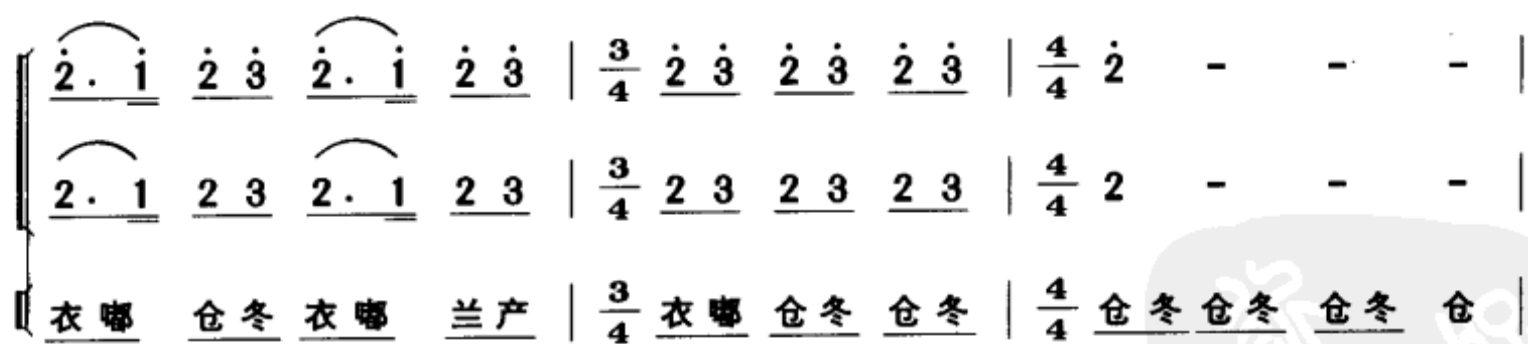 2̇. 1̇ 2̇ 3̇ 2̇. 1̇ 2̇ 3̇ | 3/4 2̇ 3̇ 2̇ 3̇ 2̇ 3̇ | 4/4 2̇ - - - |
2. 1 2 3 2. 1 2 3 | 3/4 2 3 2 3 2 3 | 4/4 2 - - - |
衣嘟 仓冬 衣嘟 兰产 | 3/4 衣嘟 仓冬 仓冬 | 4/4 仓冬 仓冬 仓冬 仓 |